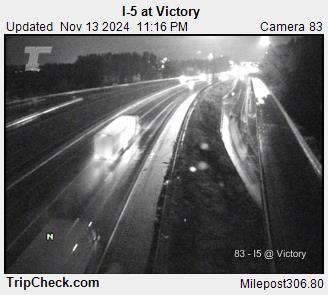 I-5 at Victory
Updated Nov 13 2024 11:16 PM Camera 83
T
N
83 - I5 @ Victory
TripCheck.com Milepost306.80